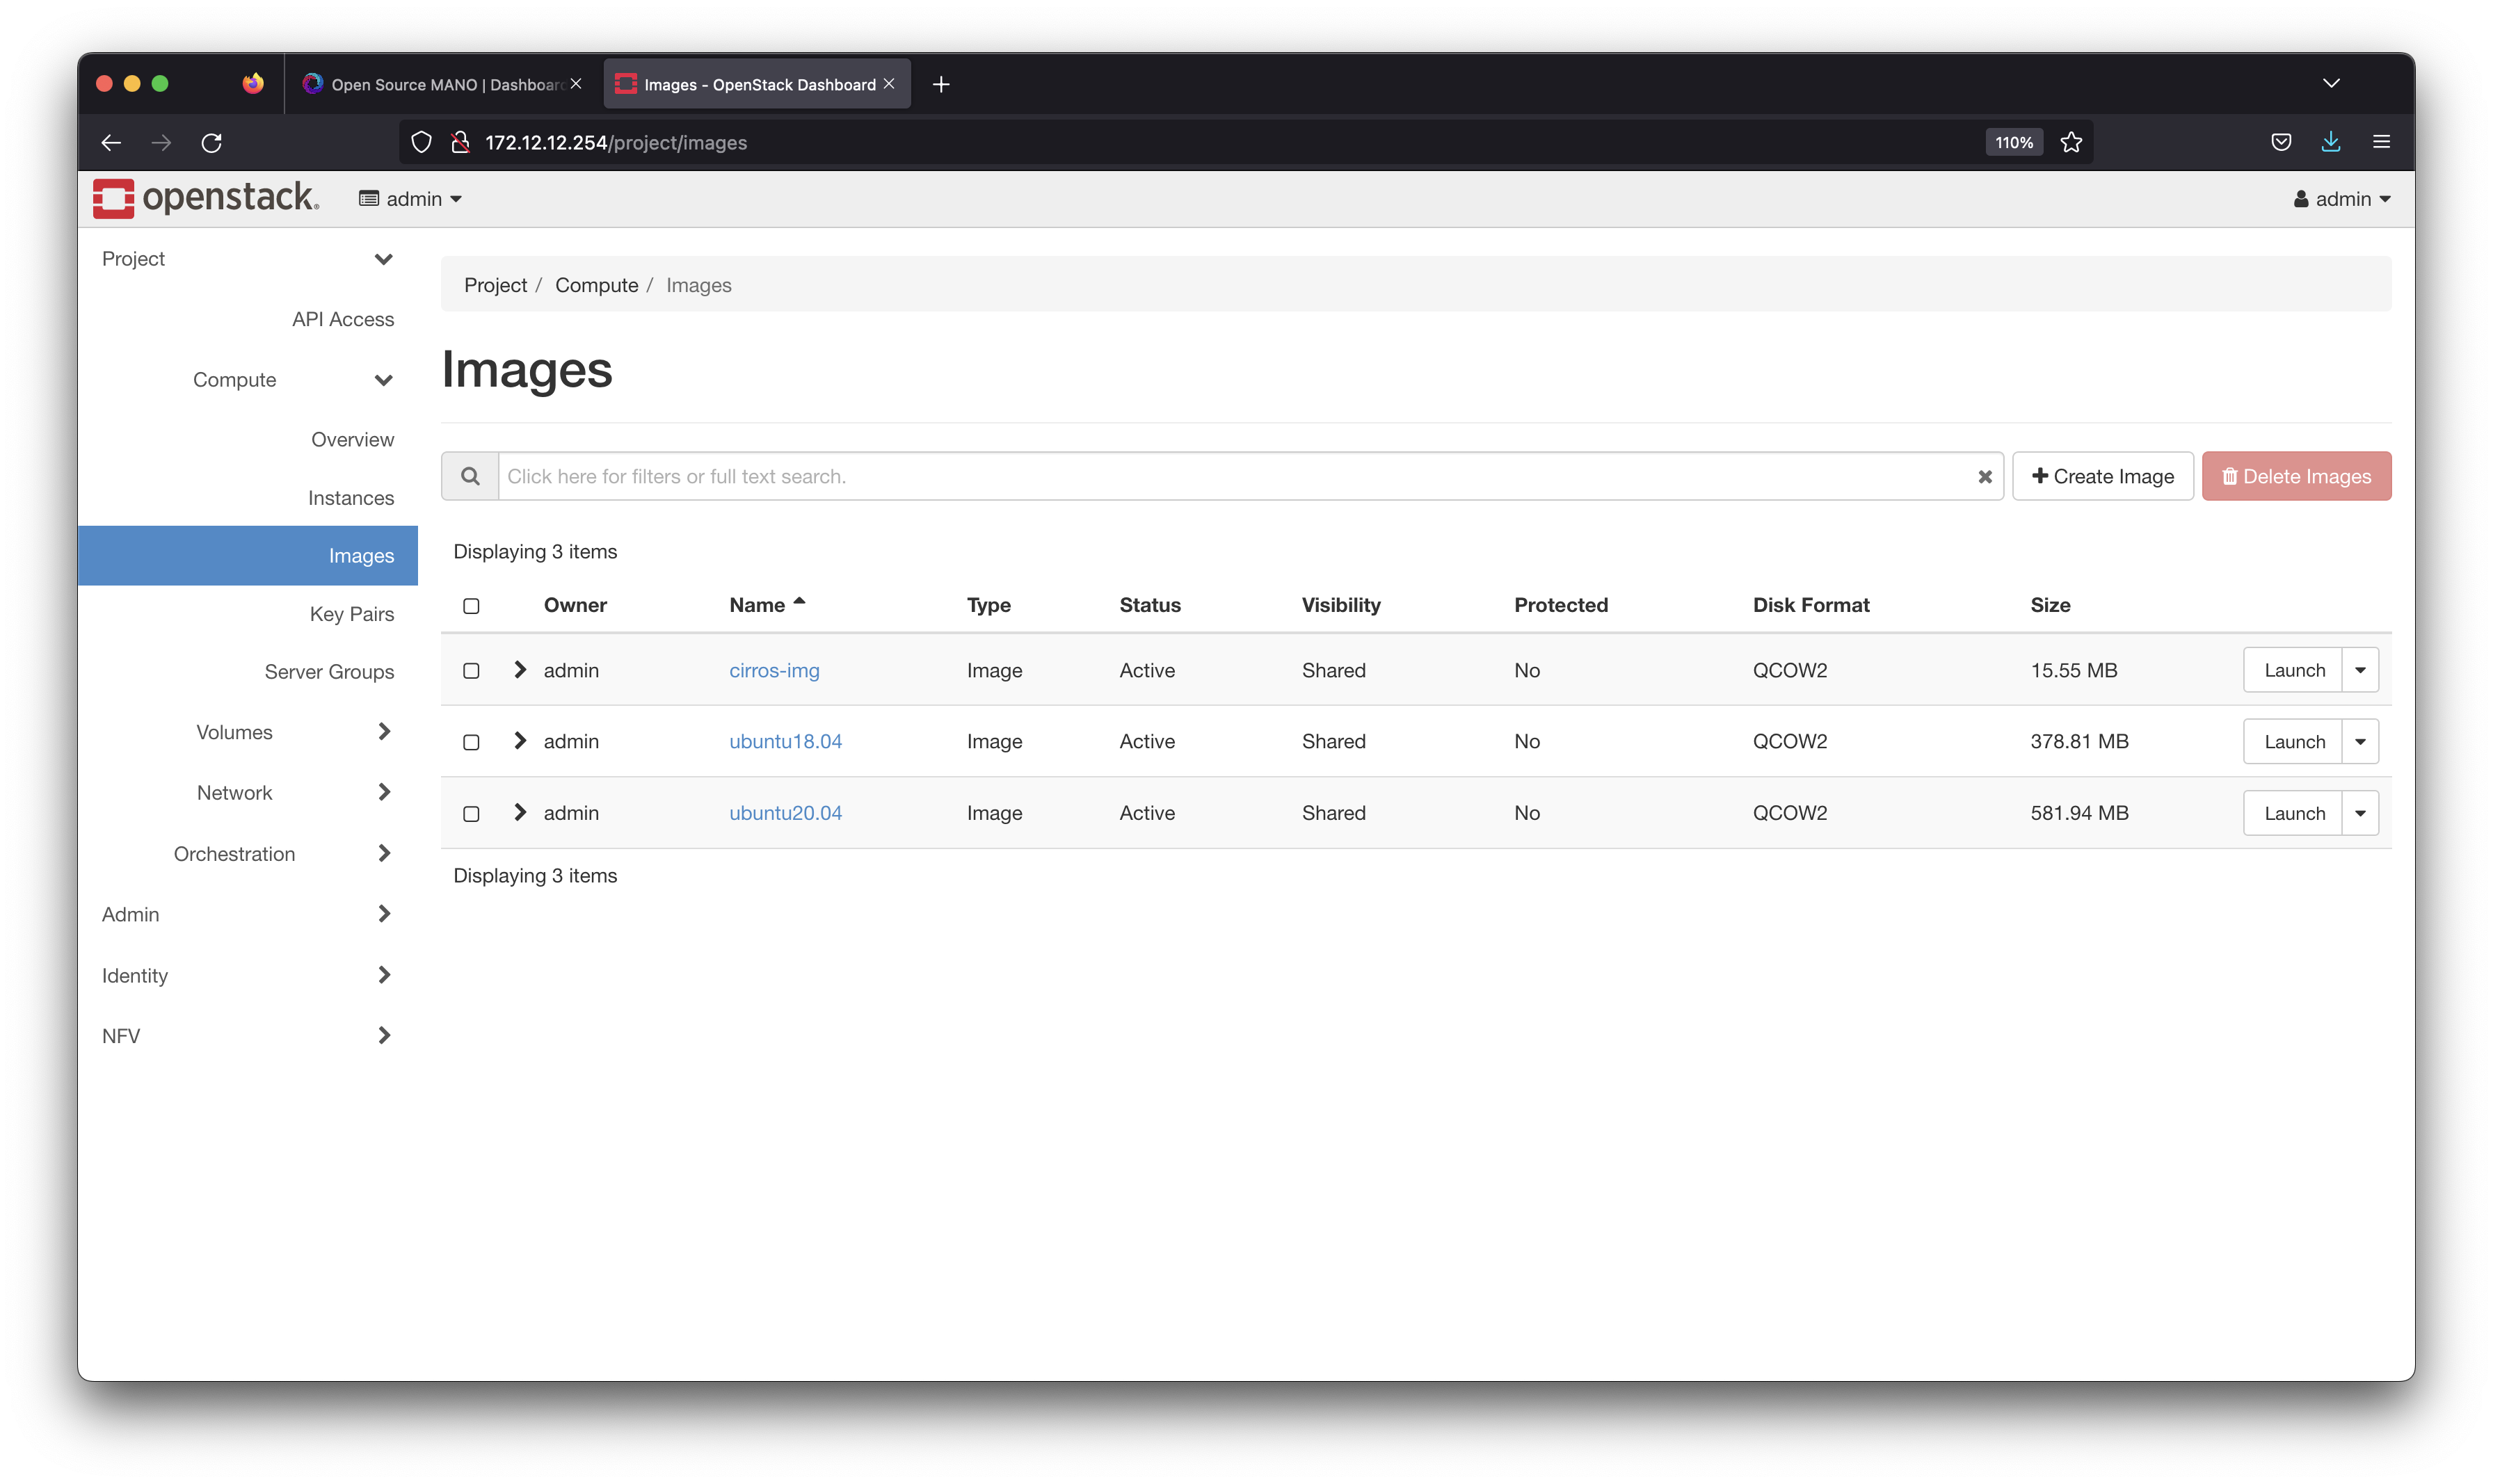 Open Source MANO | Dashboard
Images - OpenStack Dashboard
172.12.12.254/project/images
110%
openstack.
admin
admin
Project
API Access
Compute
Overview
Instances
Images
Key Pairs
Server Groups
Volumes
Network
Orchestration
Admin
Identity
NFV
Project / Compute / Images
Images
Click here for filters or full text search.
Create Image
Delete Images
Displaying 3 items
Owner Name Type Status Visibility Protected Disk Format Size
admin cirros-img Image Active Shared No QCOW2 15.55 MB Launch
admin ubuntu18.04 Image Active Shared No QCOW2 378.81 MB Launch
admin ubuntu20.04 Image Active Shared No QCOW2 581.94 MB Launch
Displaying 3 items